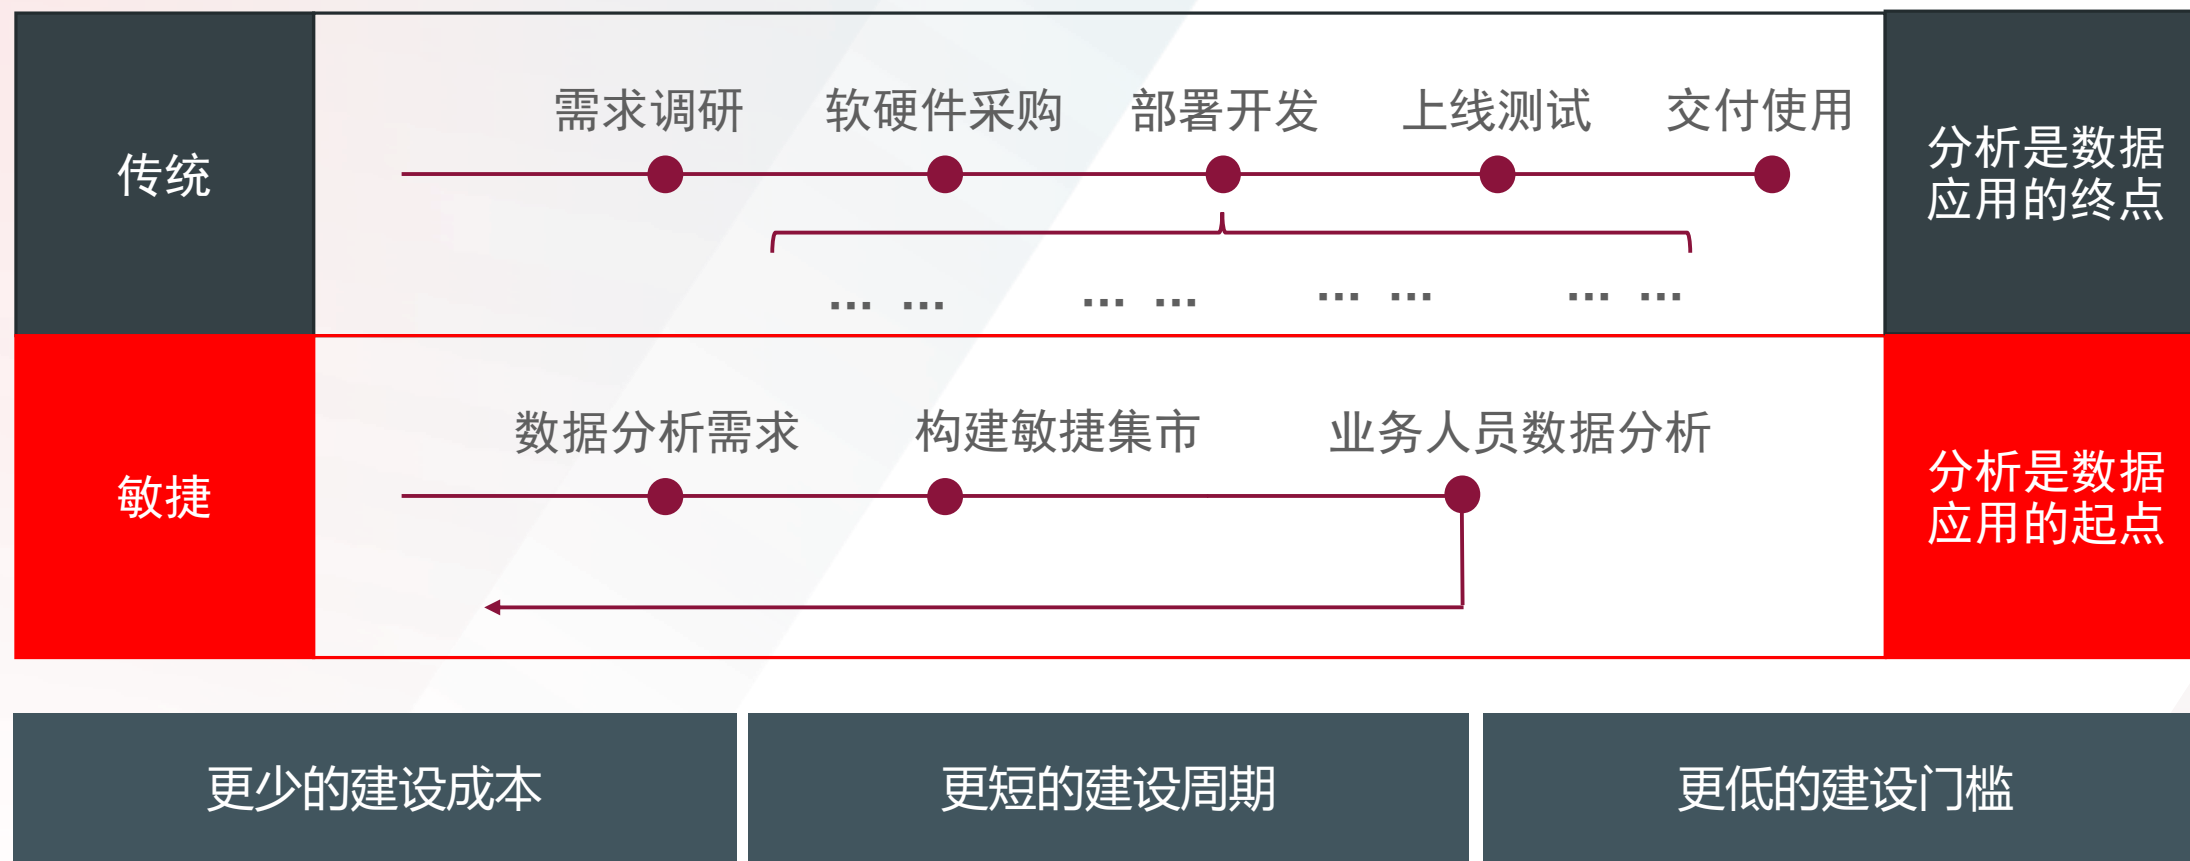 传统
需求调研
软硬件采购
部署开发
上线测试
交付使用
... ...
... ...
... ...
... ...
分析是数据
应用的终点
敏捷
数据分析需求
构建敏捷集市
业务人员数据分析
分析是数据
应用的起点
更少的建设成本
更短的建设周期
更低的建设门槛